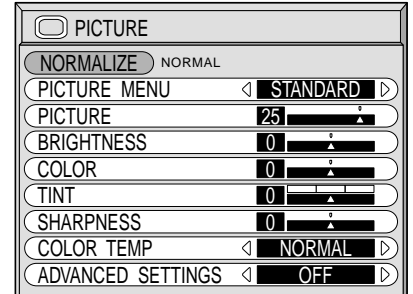 PICTURE
NORMALIZE NORMAL
PICTURE MENU STANDARD
PICTURE 25
BRIGHTNESS 0
COLOR 0
TINT 0
SHARPNESS 0
COLOR TEMP NORMAL
ADVANCED SETTINGS OFF